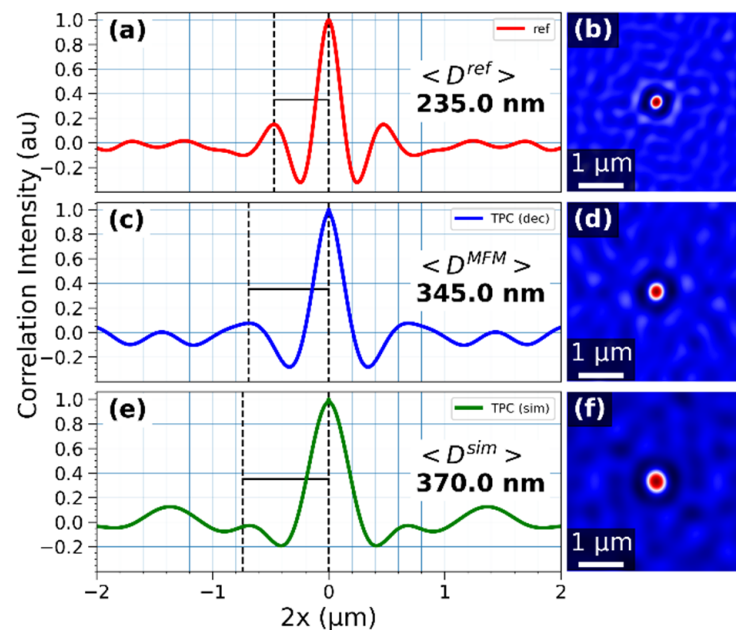 Correlation Intensity (au)
(a)
ref
< D^ref >
235.0 nm
1.0
0.8
0.6
0.4
0.2
0.0
−0.2
(b)
1 μm
(c)
TPC (dec)
< D^MFM >
345.0 nm
1.0
0.8
0.6
0.4
0.2
0.0
−0.2
(d)
1 μm
(e)
TPC (sim)
< D^sim >
370.0 nm
1.0
0.8
0.6
0.4
0.2
0.0
−0.2
(f)
1 μm
−2 −1 0 1 2
2x (μm)